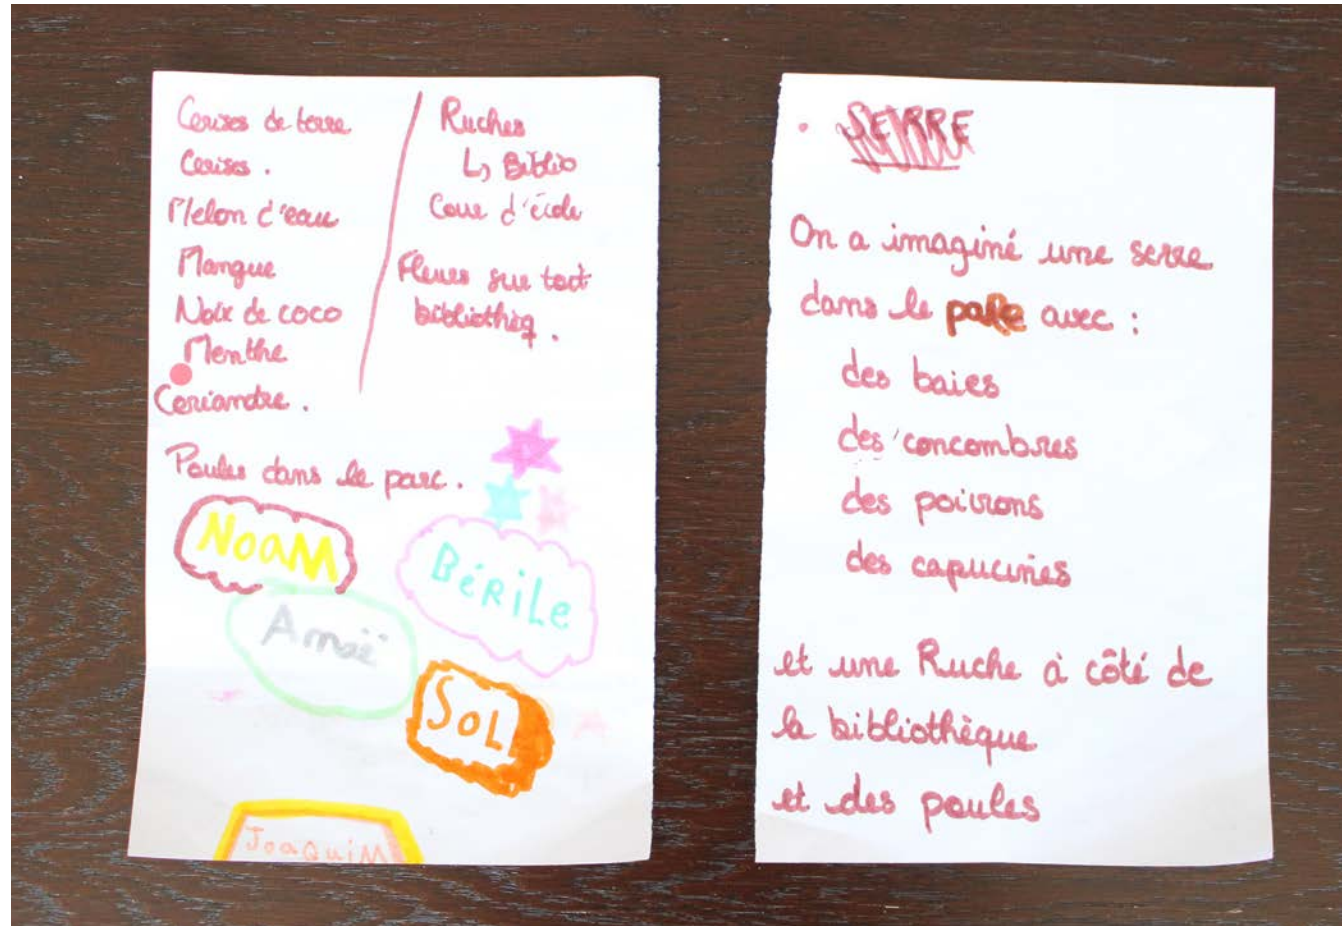 Cerises de terre
Cerises.
Melon d'eau
Mangue
Noix de coco
Menthe
Coriandre.
Ruches
↳ Biblio
Cour d'école
Fleurs sur toit
bibliothèq.
Poules dans le parc.
NoaM
BÉRiLe
Amaë
SoL
JoaquiM
• SERRE
On a imaginé une serre
dans le parc avec :
des baies
des concombres
des poivrons
des capucines
et une Ruche à côté de
la bibliothèque
et des poules